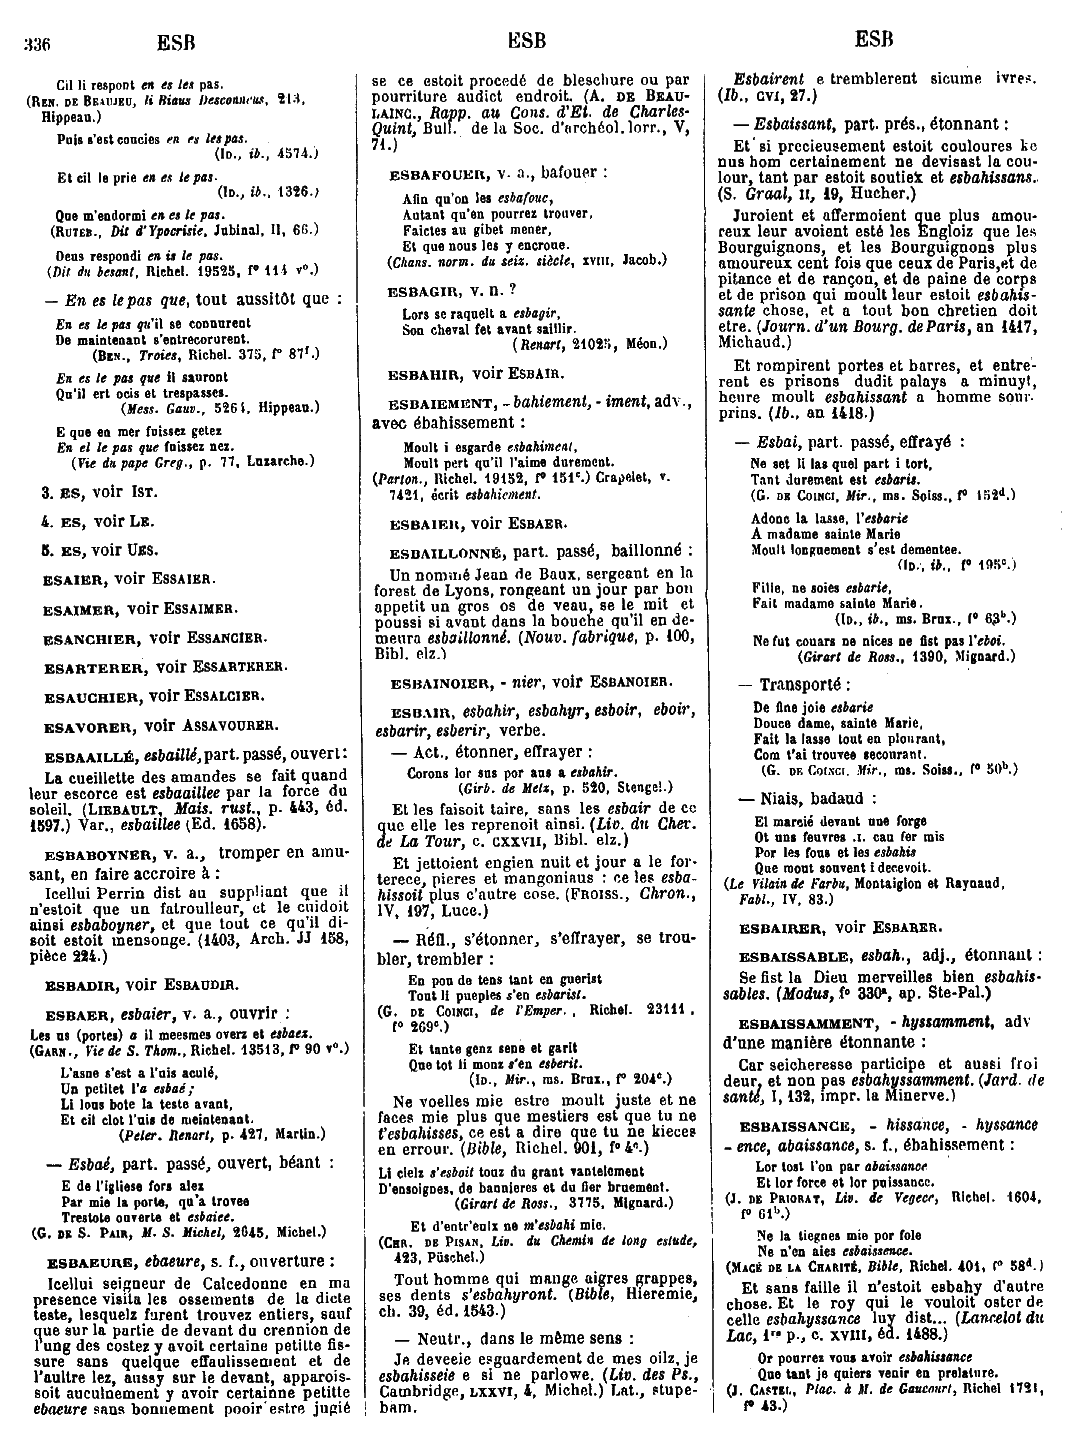 336 ESB ESB ESB
Cil li respont en es les pas.
(REN. DE BEAUJEU, li Biaus Desconneus, 213,
Hippeau.)
Puis s'est couciés en es les pas.
(ID., ib., 4574.)
Et cil le prie en es le pas.
(ID., ib., 1326.)
Que m'endormi en es le pas.
(RUTEB., Dit d'Ypocrisie, Jubinal, II, 66.)
Deus respondi en is le pas.
(Dit du besant, Richel. 19525, f° 114 v°.)
— En es le pas que, tout aussitôt que :
En es le pas qu'il se connurent
De maintenant s'entrecorurent.
(BEN., Troies, Richel. 375, f° 87f.)
En es le pas que il sauront
Qu'il ert ocis et trespasses.
(Mess. Gauv., 5261, Hippeau.)
E que en mer fuissez getez
En el le pas que fuissez nez.
(Vie du pape Greg., p. 77, Luzarche.)
3. ES, voir IST.
4. ES, voir LE.
5. ES, voir UES.
ESAIER, voir ESSAIER.
ESAIMER, voir ESSAIMER.
ESANCHIER, voir ESSANCIER.
ESARTERER, voir ESSARTERER.
ESAUCHIER, voir ESSALCIER.
ESAVORER, voir ASSAVOURER.
ESBAAILLÉ, esbaillé, part. passé, ouvert :
La cueillette des amandes se fait quand
leur escorce est esbaaillee par la force du
soleil. (LIEBAULT, Mais. rust., p. 443, éd.
1597.) Var., esbaillee (Ed. 1658).
ESBABOYNER, v. a., tromper en amu-
sant, en faire accroire à :
Icellui Perrin dist au suppliant que il
n'estoit que un fatroulleur, et le cuidoit
ainsi esbaboyner, et que tout ce qu'il di-
soit estoit mensonge. (1403, Arch. JJ 158,
pièce 224.)
ESBADIR, voir ESBAUDIR.
ESBAER, esbaier, v. a., ouvrir :
Les us (portes) a il meesmes overz et esbaez.
(GARN., Vie de S. Thom., Richel. 13513, f° 90 v°.)
L'asne s'est a l'uis aculé,
Un petitet l'a esbaé ;
Li lous bote la teste avant,
Et cil clot l'uis de meintenant.
(Peter. Renart, p. 427, Martin.)
— Esbaé, part. passé, ouvert, béant :
E de l'igliese fors alez
Par mie la porte, qu'a trovee
Trestote ouverte et esbaiee.
(G. DE S. PAIR, M. S. Michel, 2645, Michel.)
ESBAEURE, ebaeure, s. f., ouverture :
Icellui seigneur de Calcedonne en ma
presence visita les ossements de la dicte
teste, lesquelz furent trouvez entiers, sauf
que sur la partie de devant du crennion de
l'ung des costez y avoit certaine petitte fis-
sure sans quelque effaulissement et de
l'aultre lez, aussy sur le devant, apparois-
soit aucunement y avoir certainne petitte
ebaeure sans bonnement pooir estre jugié
se ce estoit procedé de bleschure ou par
pourriture audict endroit. (A. DE BEAU-
LAINC., Rapp. au Cons. d'Et. de Charles-
Quint, Bull. de la Soc. d'archéol. lorr., V,
71.)
ESBAFOUER, v. a., bafouer :
Afin qu'on les esbafoue,
Autant qu'en pourrez trouver,
Faictes au gibet mener,
Et que nous les y encroue.
(Chans. norm. du seiz. siècle, XVIII, Jacob.)
ESBAGIR, v. n. ?
Lors se raquelt a esbagir,
Son cheval fet avant saillir.
(Renart, 21025, Méon.)
ESBAHIR, voir ESBAIR.
ESBAIEMENT, - bahiement, - iment, adv.,
avec ébahissement :
Moult i esgarde esbahiment,
Moult pert qu'il l'aime durement.
(Parton., Richel. 19152, f° 151c.) Crapelet, v.
7421, écrit esbahiement.
ESBAIER, voir ESBAER.
ESBAILLONNÉ, part. passé, baillonné :
Un nommé Jean de Baux, sergeant en la
forest de Lyons, rongeant un jour par bon
appetit un gros os de veau, se le mit et
poussi si avant dans la bouche qu'il en de-
meura esbaillonné. (Nouv. fabrique, p. 100,
Bibl. elz.)
ESBAINOIER, - nier, voir ESBANOIER.
ESBAIR, esbahir, esbahyr, esboir, eboir,
esbarir, esberir, verbe.
— Act., étonner, effrayer :
Corons lor sus por aus a esbahir.
(Girb. de Metz, p. 520, Stengel.)
Et les faisoit taire, sans les esbair de ce
que elle les reprenoit ainsi. (Liv. du Chev.
de La Tour, c. CXXVII, Bibl. elz.)
Et jettoient engien nuit et jour a le for-
terece, pieres et mangoniaus : ce les esba-
hissoit plus c'autre cose. (FROISS., Chron.,
IV, 197, Luce.)
— Réfl., s'étonner, s'effrayer, se trou-
bler, trembler :
En pou de tens tant en guerist
Tout li pueples s'en esbarist.
(G. DE COINCI, de l'Emper., Richel. 23111,
f° 269c.)
Et tante genz sene et garit
Que tot li monz s'en esberit.
(ID., Mir., ms. Brux., f° 204c.)
Ne voelles mie estre moult juste et ne
faces mie plus que mestiers est que tu ne
t'esbahisses, ce est a dire que tu ne kieces
en errour. (Bible, Richel. 901, f° 4c.)
Li cielz s'esboit touz du grant vantelement
D'ensoignes, de bannieres et du fier bruement.
(Girart de Ross., 3775, Mignard.)
Et d'entr'eulx ne m'esbahi mie.
(CHR. DE PISAN, Liv. du Chemin de long estude,
423, Püschel.)
Tout homme qui mange aigres grappes,
ses dents s'esbahyront. (Bible, Hieremie,
ch. 39, éd. 1543.)
— Neutr., dans le même sens :
Je deveeie esguardement de mes oilz, je
esbahisseie e si ne parlowe. (Liv. des Ps.,
Cambridge, LXXVI, 4, Michel.) Lat., stupe-
bam.
Esbairent e tremblerent sicume ivres.
(Ib., CVI, 27.)
— Esbaissant, part. prés., étonnant :
Et si precieusement estoit couloures ke
nus hom certainement ne devisast la cou-
lour, tant par estoit soutiex et esbahissans.
(S. Graal, II, 19, Hucher.)
Juroient et affermoient que plus amou-
reux leur avoient esté les Engloiz que les
Bourguignons, et les Bourguignons plus
amoureux cent fois que ceux de Paris, et de
pitance et de rançon, et de paine de corps
et de prison qui moult leur estoit esbahis-
sante chose, et a tout bon chretien doit
etre. (Journ. d'un Bourg. de Paris, an 1417,
Michaud.)
Et rompirent portes et barres, et entre-
rent es prisons dudit palays a minuyt,
heure moult esbahissant a homme sour-
prins. (Ib., an 1418.)
— Esbai, part. passé, effrayé :
Ne set li las quel part i tort,
Tant durement est esbaris.
(G. DE COINCI, Mir., ms. Soiss., f° 152d.)
Adonc la lasse, l'esbarie
A madame sainte Marie
Moult longuement s'est dementee.
(ID., ib., f° 195c.)
Fille, ne soies esbarie,
Fait madame sainte Marie.
(ID., ib., ms. Brux., f° 63b.)
Ne fut couars ne nices ne fist pas l'eboi.
(Girart de Ross., 1390, Mignard.)
— Transporté :
De fine joie esbarie
Douce dame, sainte Marie,
Fait la lasse tout en plourant,
Com t'ai trouvee secourant.
(G. DE COINCI, Mir., ms. Soiss., f° 50b.)
— Niais, badaud :
El marcié devant une forge
Ot uns feuvres .I. cau fer mis
Por les fous et les esbahis
Que mout souvent i decevoit.
(Le Vilain de Farbu, Montaiglon et Raynaud,
Fabl., IV, 83.)
ESBAIRER, voir ESBARER.
ESBAISSABLE, esbah., adj., étonnant :
Se fist la Dieu merveilles bien esbahis-
sables. (Modus, f° 330a, ap. Ste-Pal.)
ESBAISSAMMENT, - hyssamment, adv
d'une manière étonnante :
Car seicheresse participe et aussi froi
deur, et non pas esbahyssamment. (Jard. de
santé, I, 132, impr. la Minerve.)
ESBAISSANCE, - hissance, - hyssance
- ence, abaissance, s. f., ébahissement :
Lor tost l'on par abaissance
Et lor force et lor puissance.
(J. DE PRIORAT, Liv. de Vegece, Richel. 1604,
f° 61b.)
Ne la tiegnes mie por fole
Ne n'en aies esbaissence.
(MACÉ DE LA CHARITÉ, Bible, Richel. 401, f° 58d.)
Et sans faille il n'estoit esbahy d'autre
chose. Et le roy qui le vouloit oster de
celle esbahyssance luy dist... (Lancelot du
Lac, 1re p., c. XVIII, éd. 1488.)
Or pourrez vous avoir esbahissance
Que tant je quiers venir en prelature.
(J. CASTEL, Plac. à M. de Gaucourt, Richel 1721,
f° 43.)